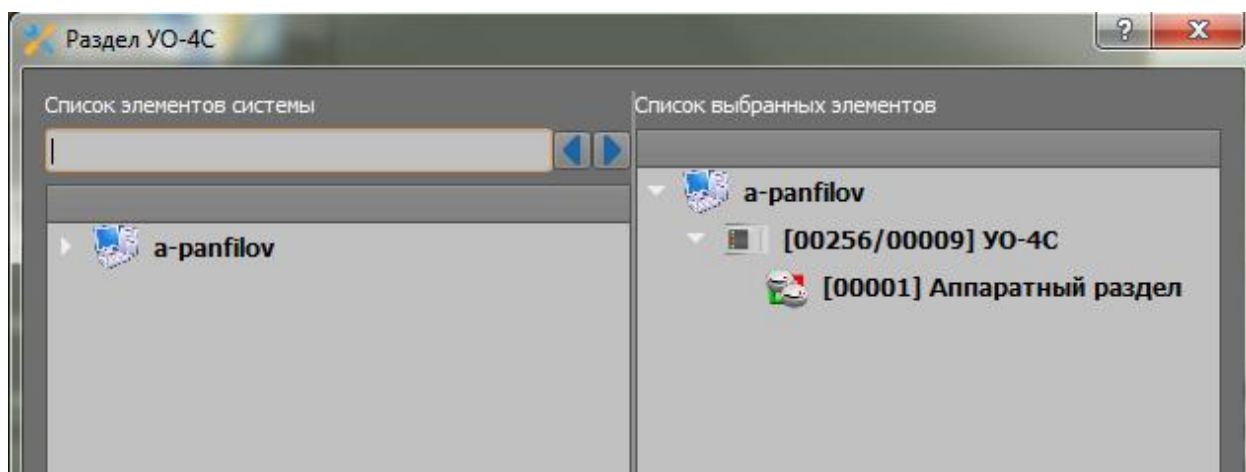 Раздел УО-4С
Список элементов системы
Список выбранных элементов
a-panfilov
a-panfilov
[00256/00009] УО-4С
[00001] Аппаратный раздел